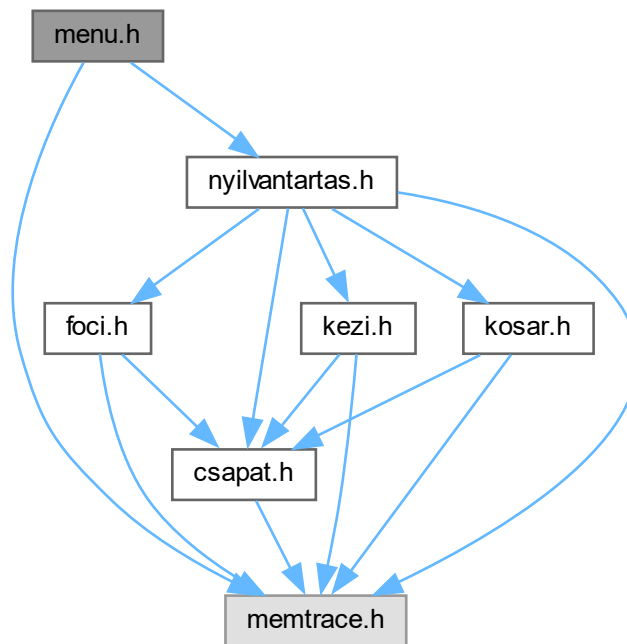 menu.h
nyilvantartas.h
foci.h
kezi.h
kosar.h
csapat.h
memtrace.h